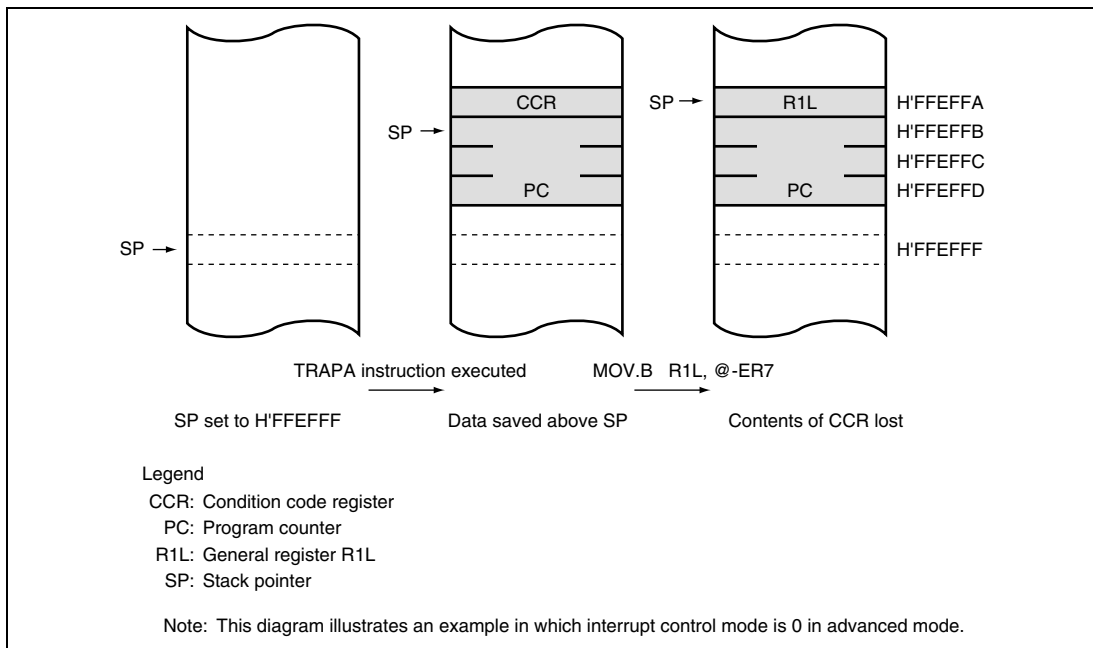 CCR
SP
R1L
H'FFEFFA
SP
H'FFEFFB
H'FFEFFC
PC
PC
H'FFEFFD
SP
H'FFEFFF
TRAPA instruction executed
MOV.B R1L, @-ER7
SP set to H'FFEFFF
Data saved above SP
Contents of CCR lost
Legend
CCR: Condition code register
PC: Program counter
R1L: General register R1L
SP: Stack pointer
Note: This diagram illustrates an example in which interrupt control mode is 0 in advanced mode.